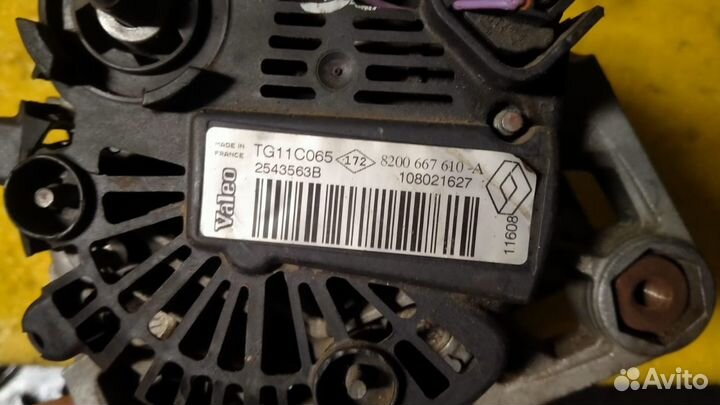 MADE IN
FRANCE
TG11C065 172 8200 667 610 -A
2543563B 108021627
Valeo
11608
Avito